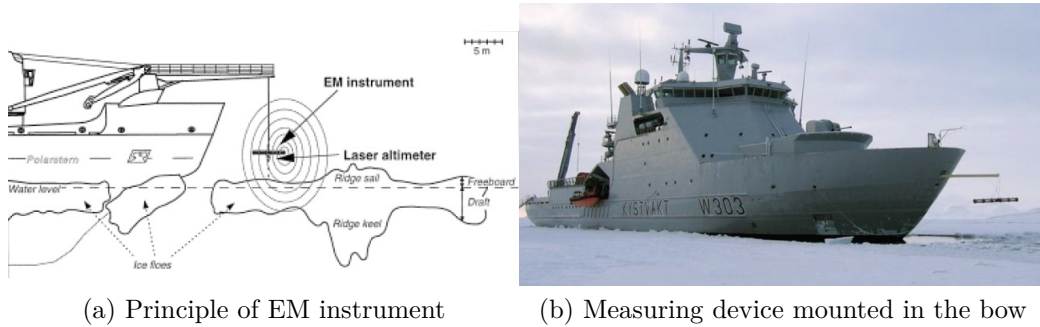 5 m
EM instrument
Laser altimeter
Polarstern
Ridge sail
Water level
Freeboard
Draft
Ridge keel
Ice floes
KYSTVAKT W303
(a) Principle of EM instrument
(b) Measuring device mounted in the bow